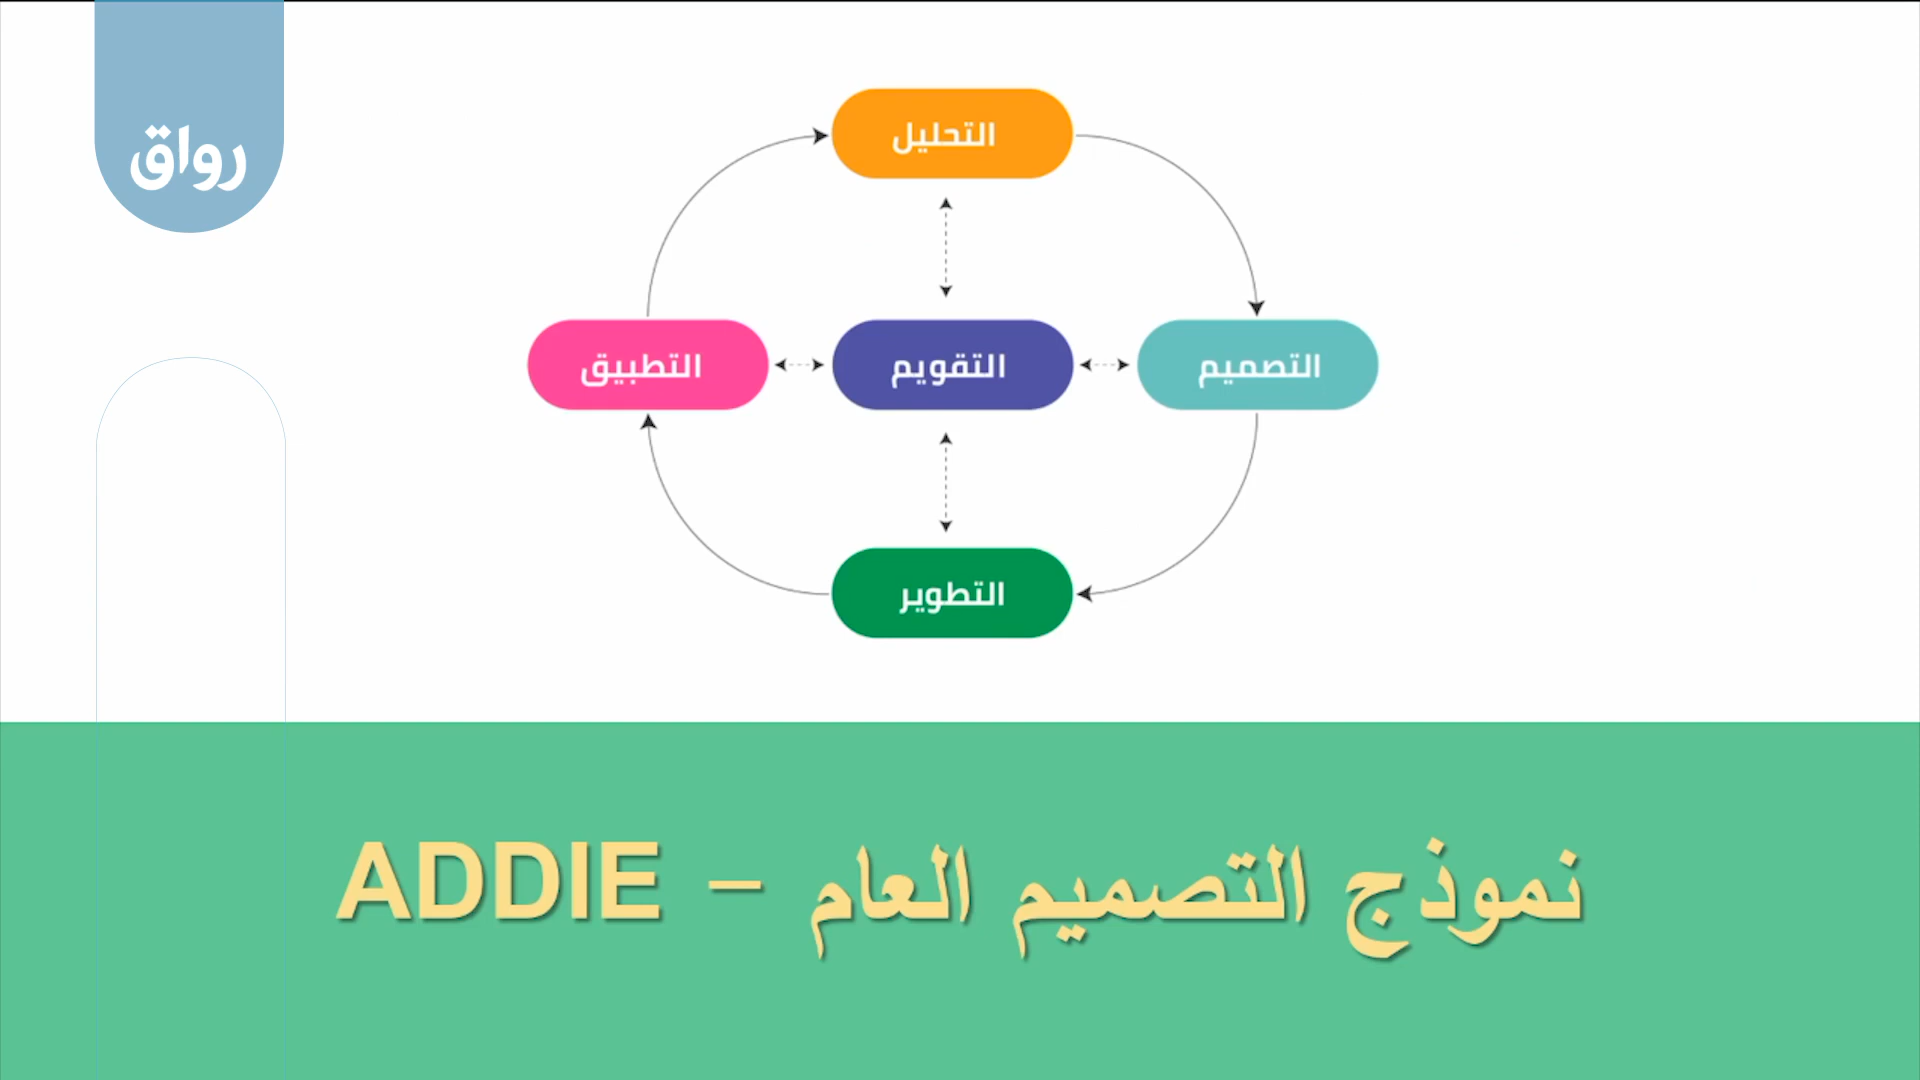 رواق
التحليل
التصميم
التقويم
التطبيق
التطوير
نموذج التصميم العام – ADDIE